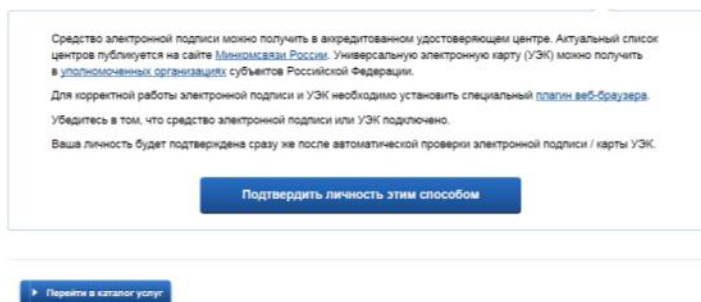 Средство электронной подписи можно получить в аккредитованном удостоверяющем центре. Актуальный список
центров публикуется на сайте Минкомсвязи России. Универсальную электронную карту (УЭК) можно получить
в уполномоченных организациях субъектов Российской Федерации.
Для корректной работы электронной подписи и УЭК необходимо установить специальный плагин веб-браузера.
Убедитесь в том, что средство электронной подписи или УЭК подключено.
Ваша личность будет подтверждена сразу же после автоматической проверки электронной подписи / карты УЭК.
Подтвердить личность этим способом
Перейти в каталог услуг